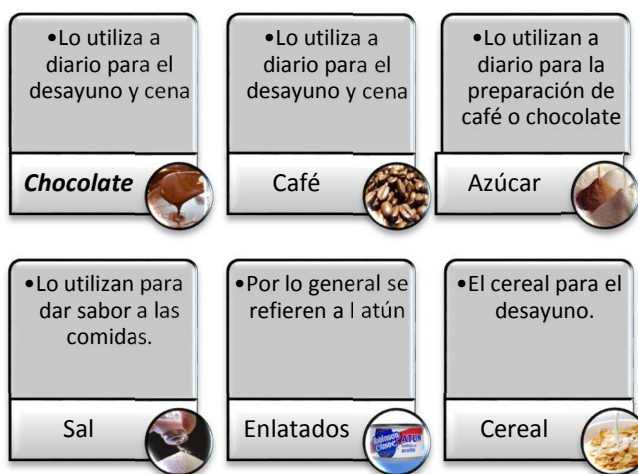 •Lo utiliza a
diario para el
desayuno y cena
Chocolate
•Lo utiliza a
diario para el
desayuno y cena
Café
•Lo utilizan a
diario para la
preparación de
café o chocolate
Azúcar
•Lo utilizan para
dar sabor a las
comidas.
Sal
•Por lo general se
refieren a l atún
Enlatados
ATUN
•El cereal para el
desayuno.
Cereal